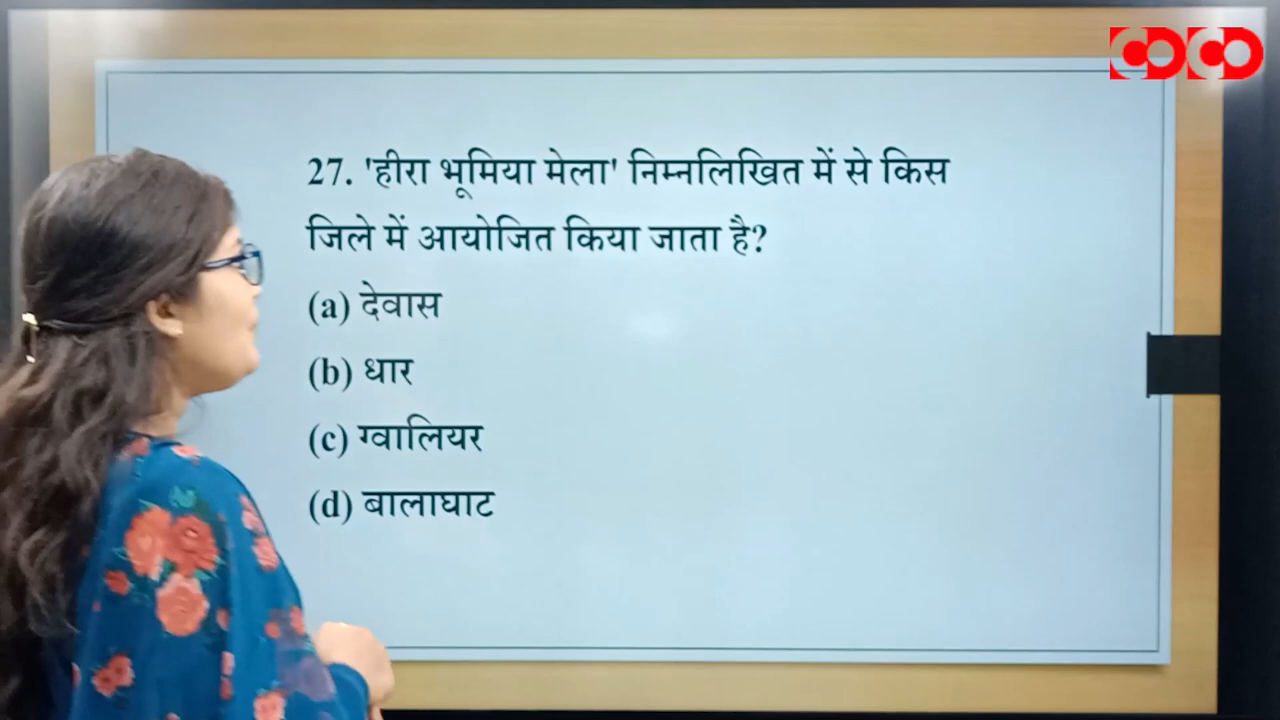 27. 'हीरा भूमिया मेला' निम्नलिखित में से किस
जिले में आयोजित किया जाता है?
(a) देवास
(b) धार
(c) ग्वालियर
(d) बालाघाट